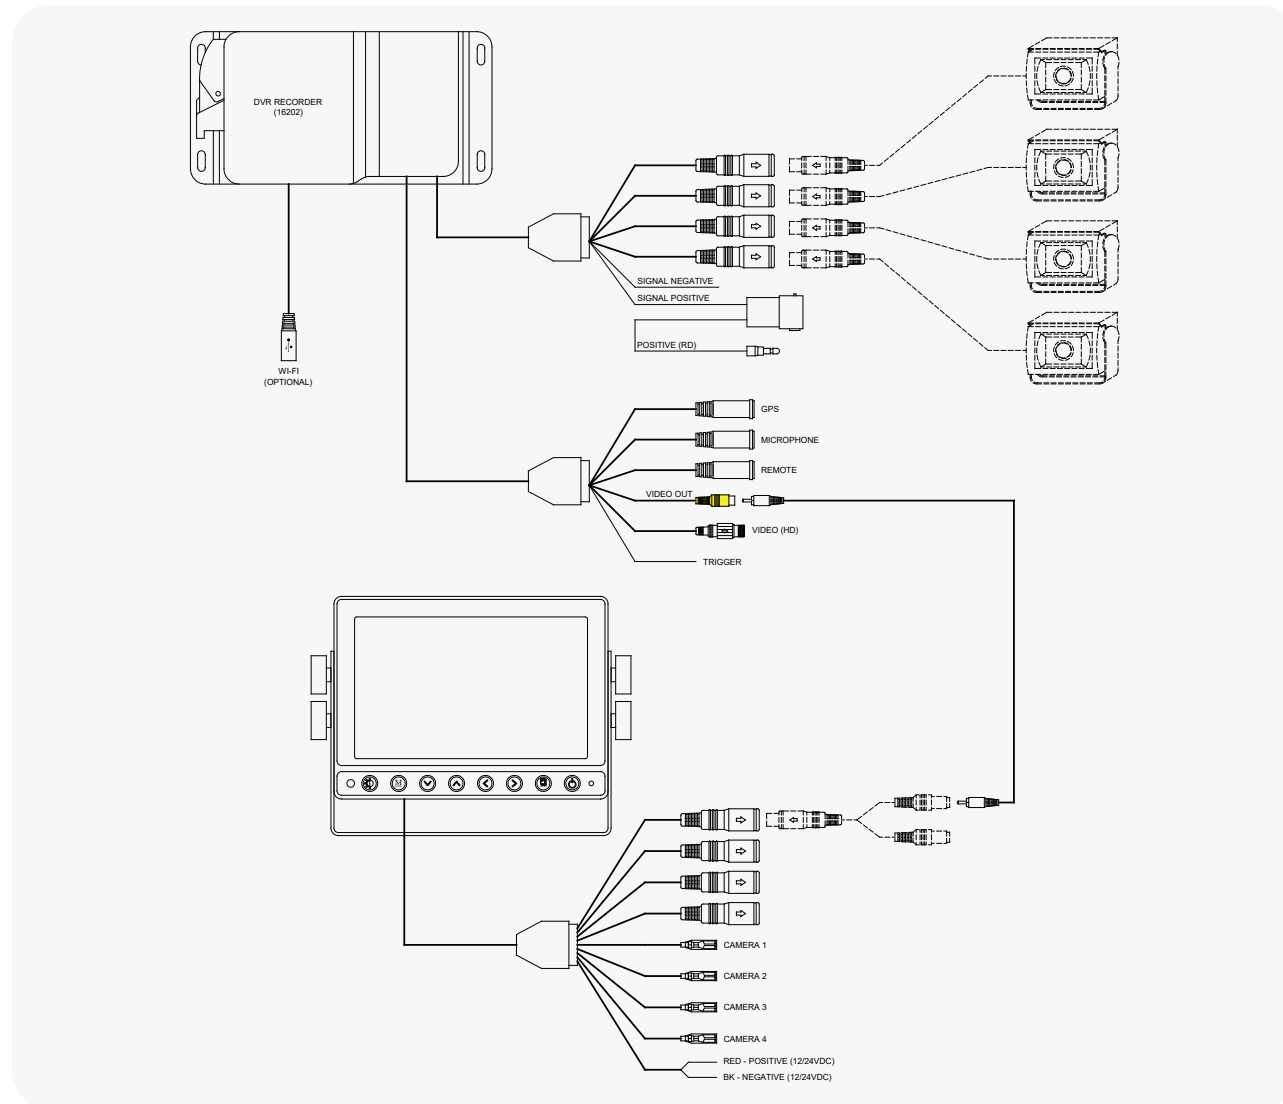 DVR RECORDER
(16202)
SIGNAL NEGATIVE
SIGNAL POSITIVE
POSITIVE (RD)
WI-FI
(OPTIONAL)
GPS
MICROPHONE
REMOTE
VIDEO OUT
VIDEO (HD)
TRIGGER
M
CAMERA 1
CAMERA 2
CAMERA 3
CAMERA 4
RED - POSITIVE (12/24VDC)
BK - NEGATIVE (12/24VDC)